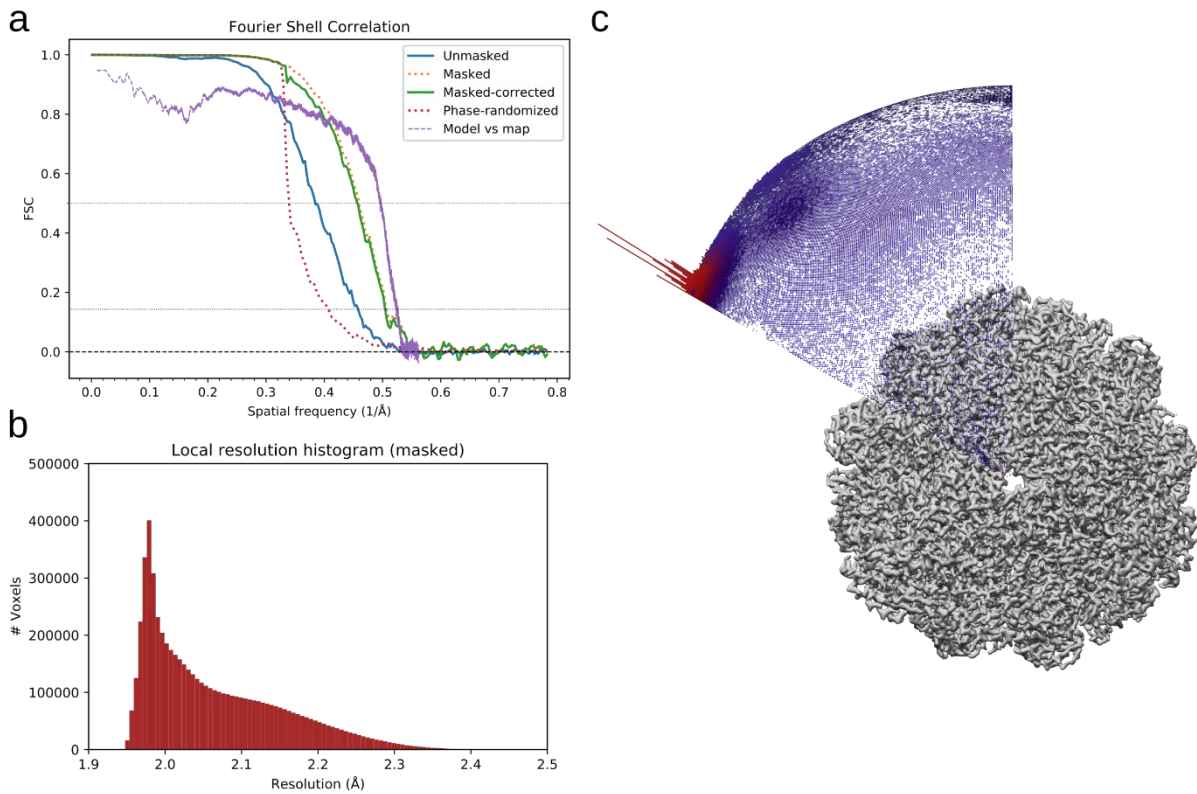 a
Fourier Shell Correlation
FSC
1.0
0.8
0.6
0.4
0.2
0.0
Unmasked
Masked
Masked-corrected
Phase-randomized
Model vs map
0.0 0.1 0.2 0.3 0.4 0.5 0.6 0.7 0.8
Spatial frequency (1/Å)
b
Local resolution histogram (masked)
# Voxels
500000
400000
300000
200000
100000
0
1.9 2.0 2.1 2.2 2.3 2.4 2.5
Resolution (Å)
c